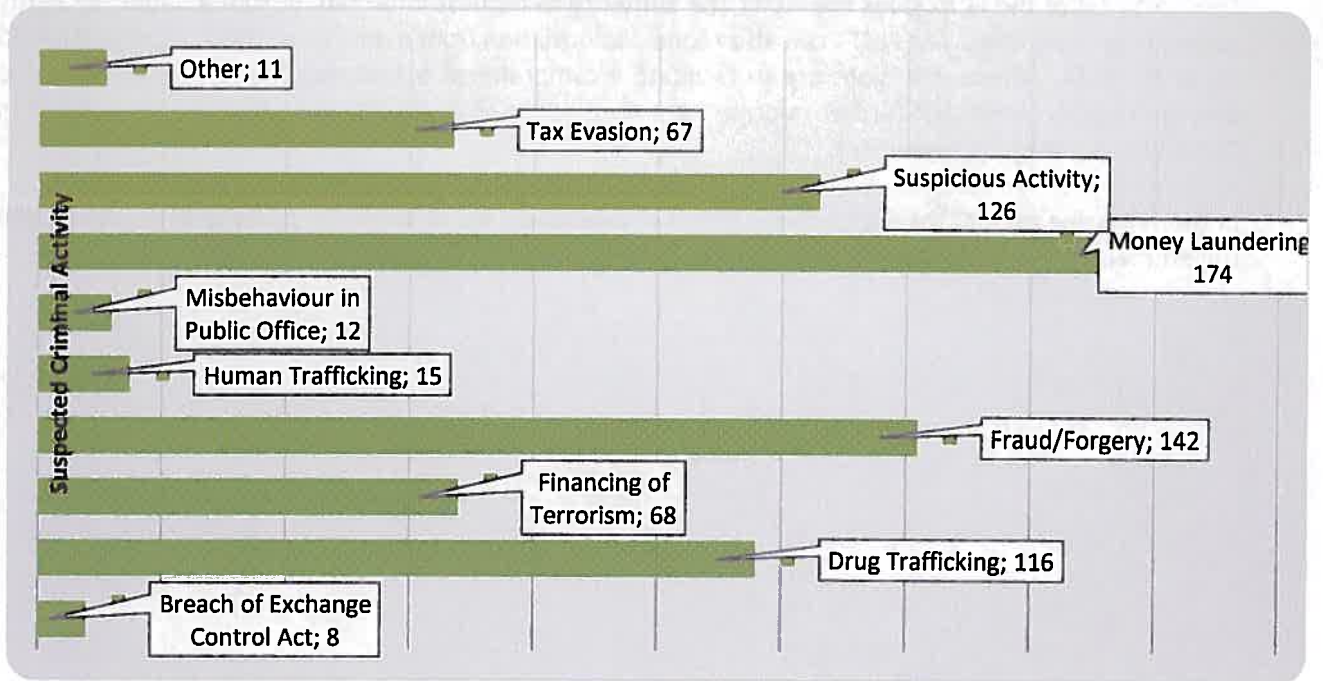 Other; 11
Tax Evasion; 67
Suspicious Activity;
126
Money Laundering
174
Misbehaviour in
Public Office; 12
Human Trafficking; 15
Fraud/Forgery; 142
Financing of
Terrorism; 68
Drug Trafficking; 116
Breach of Exchange
Control Act; 8
Suspected Criminal Activity